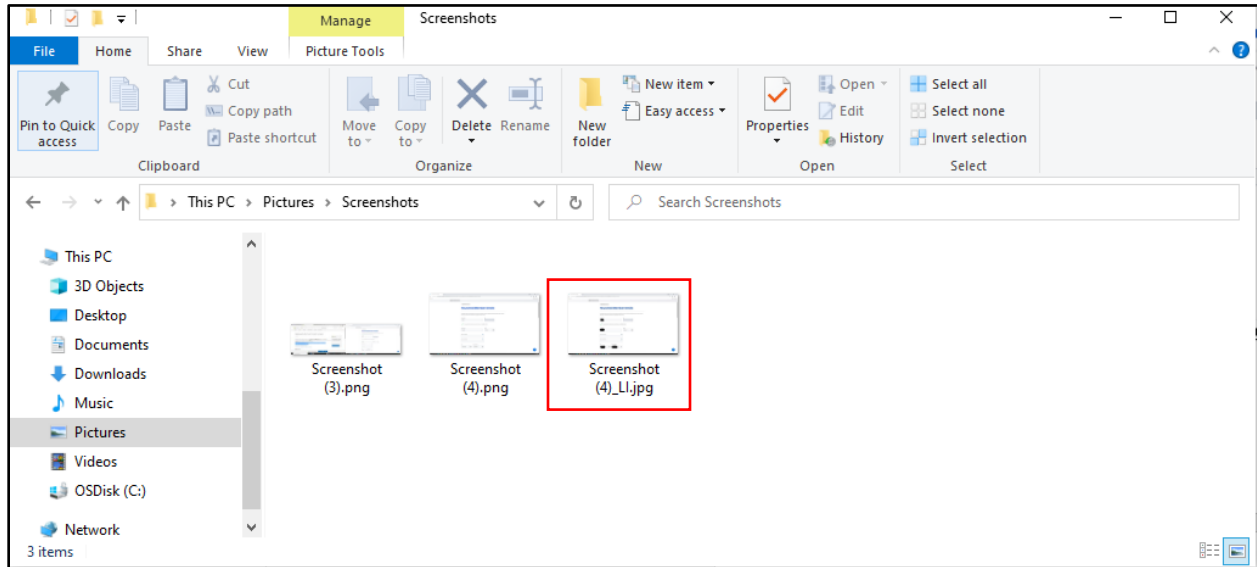 Manage
Screenshots
File
Home
Share
View
Picture Tools
Pin to Quick access
Copy
Paste
Cut
Copy path
Paste shortcut
Clipboard
Move to
Copy to
Delete
Rename
Organize
New folder
New item
Easy access
New
Properties
Open
Edit
History
Open
Select all
Select none
Invert selection
Select
This PC > Pictures > Screenshots
Search Screenshots
This PC
3D Objects
Desktop
Documents
Downloads
Music
Pictures
Videos
OSDisk (C:)
Network
Screenshot
(3).png
Screenshot
(4).png
Screenshot
(4)_LI.jpg
3 items